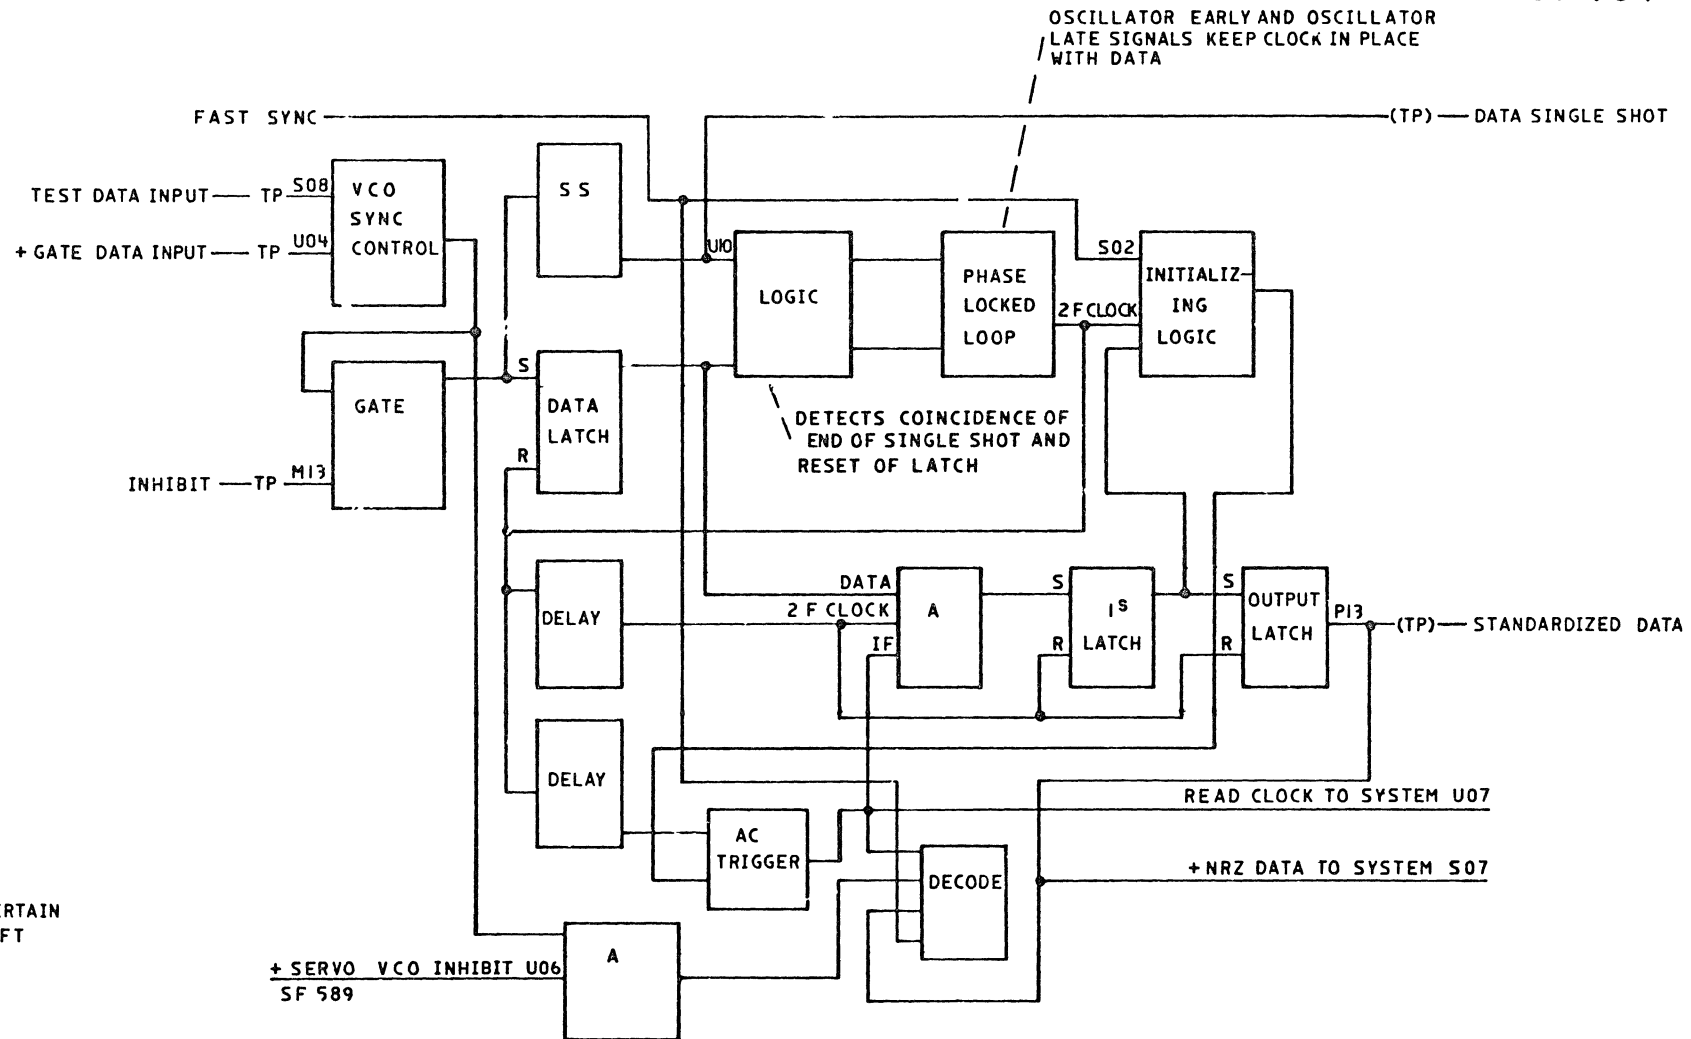 OSCILLATOR EARLY AND OSCILLATOR
LATE SIGNALS KEEP CLOCK IN PLACE
WITH DATA
FAST SYNC
(TP)
DATA SINGLE SHOT
TEST DATA INPUT
TP
S08
VCO
SYNC
CONTROL
+ GATE DATA INPUT
TP
U04
SS
U10
LOGIC
PHASE
LOCKED
LOOP
2F CLOCK
S02
INITIALIZ-
ING
LOGIC
GATE
S
DATA
LATCH
R
DETECTS COINCIDENCE OF
END OF SINGLE SHOT AND
RESET OF LATCH
INHIBIT
TP
M13
DELAY
DATA
2 F CLOCK
IF
A
S
IS
LATCH
R
S
OUTPUT
LATCH
R
P13
(TP)
STANDARDIZED DATA
DELAY
AC
TRIGGER
READ CLOCK TO SYSTEM U07
DECODE
+ NRZ DATA TO SYSTEM S07
ERTAIN
FT
A
+ SERVO VCO INHIBIT U06
SF 589